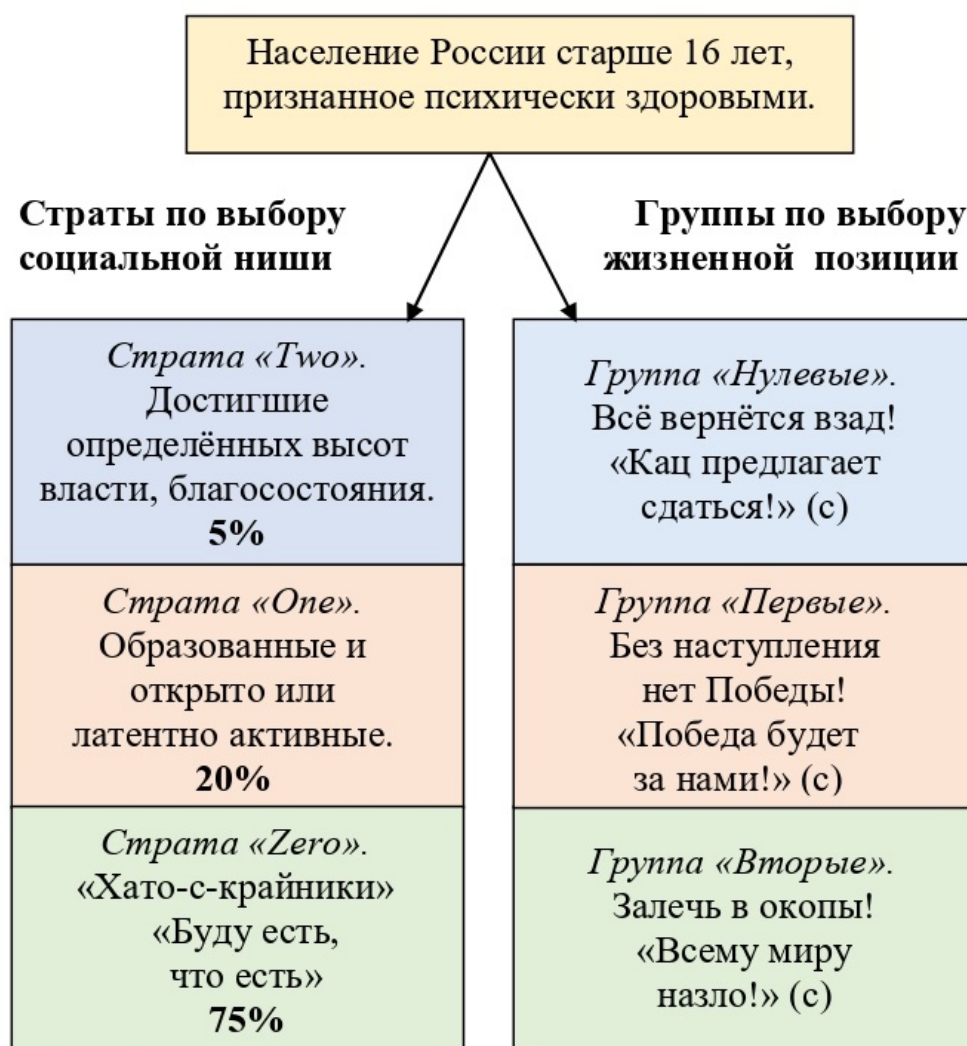 Население России старше 16 лет,
признанное психически здоровыми.
Страты по выбору
социальной ниши
Группы по выбору
жизненной позиции
Страта «Two».
Достигшие
определённых высот
власти, благосостояния.
5%
Страта «One».
Образованные и
открыто или
латентно активные.
20%
Страта «Zero».
«Хато-с-крайники»
«Буду есть,
что есть»
75%
Группа «Нулевые».
Всё вернётся взад!
«Кац предлагает
сдаться!» (с)
Группа «Первые».
Без наступления
нет Победы!
«Победа будет
за нами!» (с)
Группа «Вторые».
Залечь в окопы!
«Всему миру
назло!» (с)